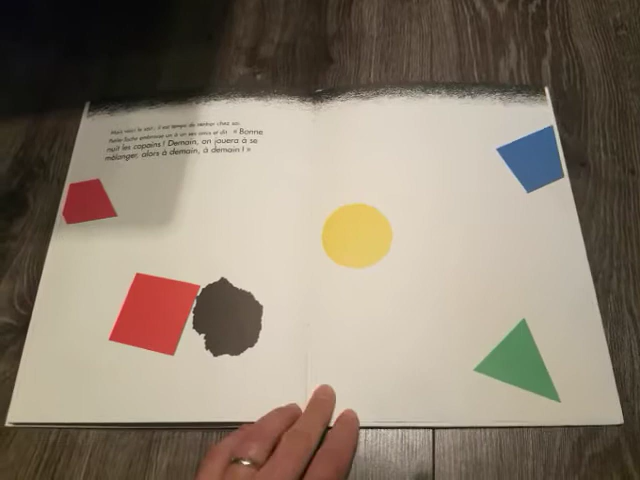 Mais voici le soir, il est temps de rentrer chez soi.
Petite Tache embrasse un à un ses amis et dit : « Bonne
nuit les copains ! Demain, on jouera à se
mélanger, alors à demain, à demain ! »